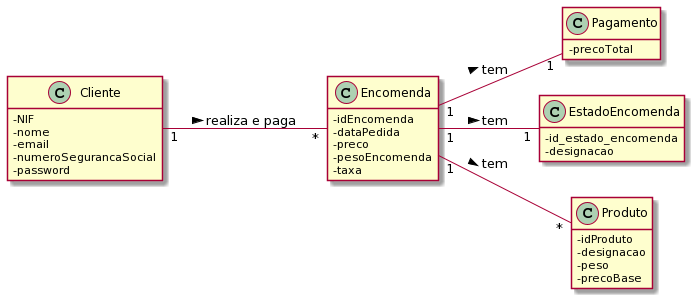 C Cliente
-NIF
-nome
-email
-numeroSegurancaSocial
-password
realiza e paga
1
*
C Encomenda
-idEncomenda
-dataPedida
-preco
-pesoEncomenda
-taxa
tem
1
1
C Pagamento
-precoTotal
tem
1
1
C EstadoEncomenda
-id_estado_encomenda
-designacao
tem
1
*
C Produto
-idProduto
-designacao
-peso
-precoBase